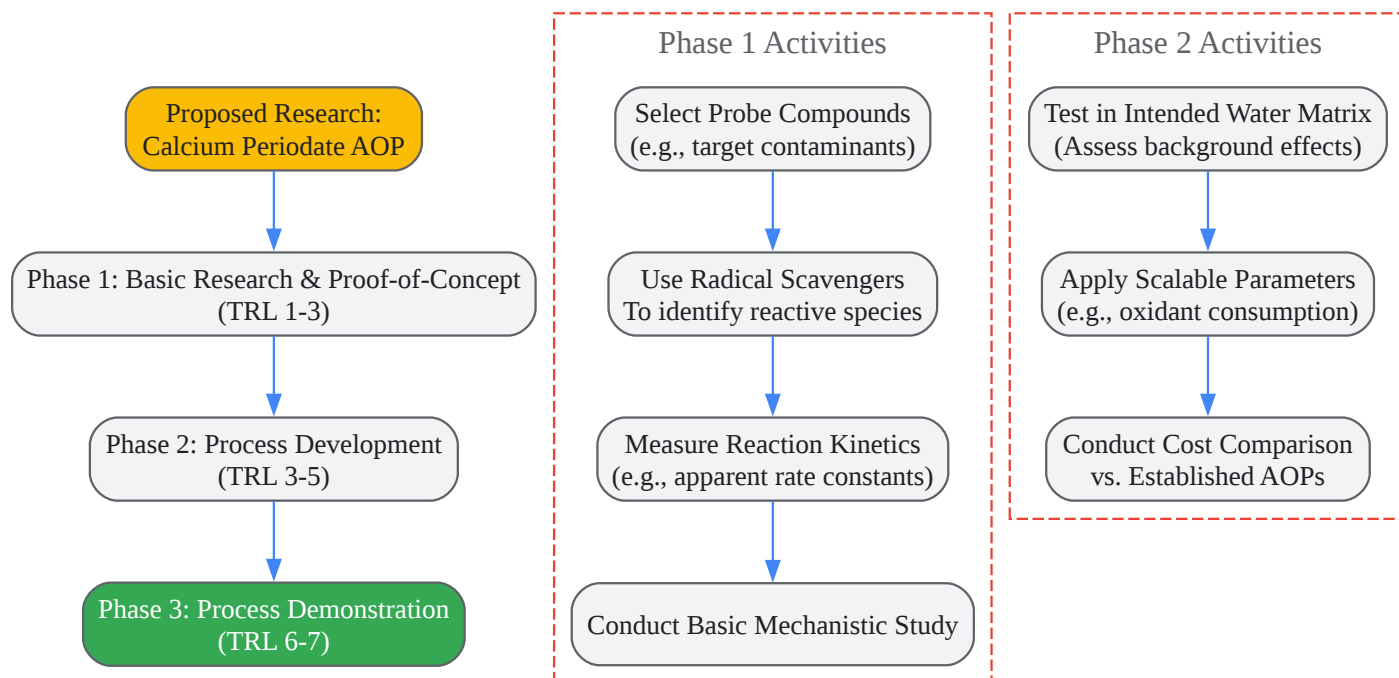 Proposed Research:
Calcium Periodate AOP
Phase 1: Basic Research & Proof-of-Concept
(TRL 1-3)
Phase 2: Process Development
(TRL 3-5)
Phase 3: Process Demonstration
(TRL 6-7)
Phase 1 Activities
Select Probe Compounds
(e.g., target contaminants)
Use Radical Scavengers
To identify reactive species
Measure Reaction Kinetics
(e.g., apparent rate constants)
Conduct Basic Mechanistic Study
Phase 2 Activities
Test in Intended Water Matrix
(Assess background effects)
Apply Scalable Parameters
(e.g., oxidant consumption)
Conduct Cost Comparison
vs. Established AOPs